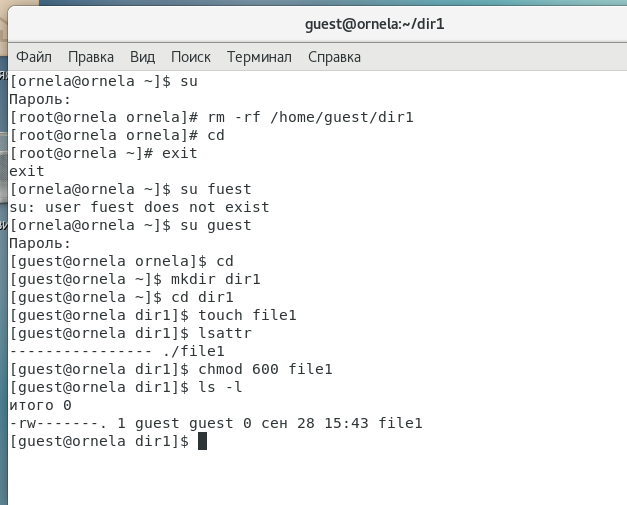 guest@ornela:~/dir1
Файл Правка Вид Поиск Терминал Справка
[ornela@ornela ~]$ su
Пароль:
[root@ornela ornela]# rm -rf /home/guest/dir1
[root@ornela ornela]# cd
[root@ornela ~]# exit
exit
[ornela@ornela ~]$ su fuest
su: user fuest does not exist
[ornela@ornela ~]$ su guest
Пароль:
[guest@ornela ornela]$ cd
[guest@ornela ~]$ mkdir dir1
[guest@ornela ~]$ cd dir1
[guest@ornela dir1]$ touch file1
[guest@ornela dir1]$ lsattr
---------------- ./file1
[guest@ornela dir1]$ chmod 600 file1
[guest@ornela dir1]$ ls -l
итого 0
-rw-------. 1 guest guest 0 сен 28 15:43 file1
[guest@ornela dir1]$